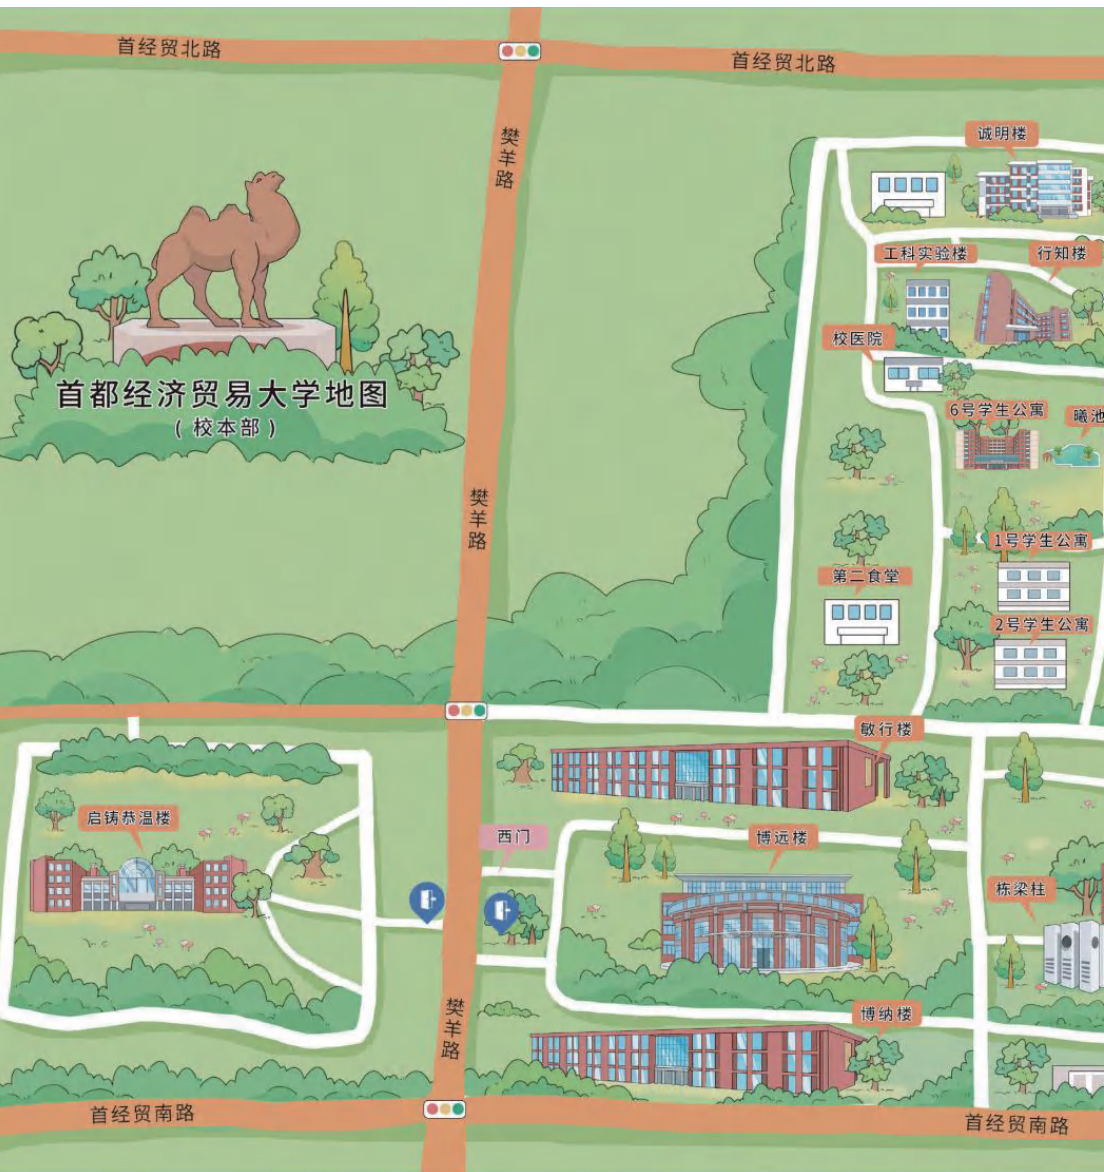 首经贸北路
首经贸北路
樊羊路
诚明楼
工科实验楼
行知楼
校医院
首都经济贸易大学地图
(校本部)
6号学生公寓
曦池
樊羊路
1号学生公寓
第二食堂
2号学生公寓
敏行楼
启铸恭温楼
西门
博远楼
栋梁柱
樊羊路
博纳楼
首经贸南路
首经贸南路